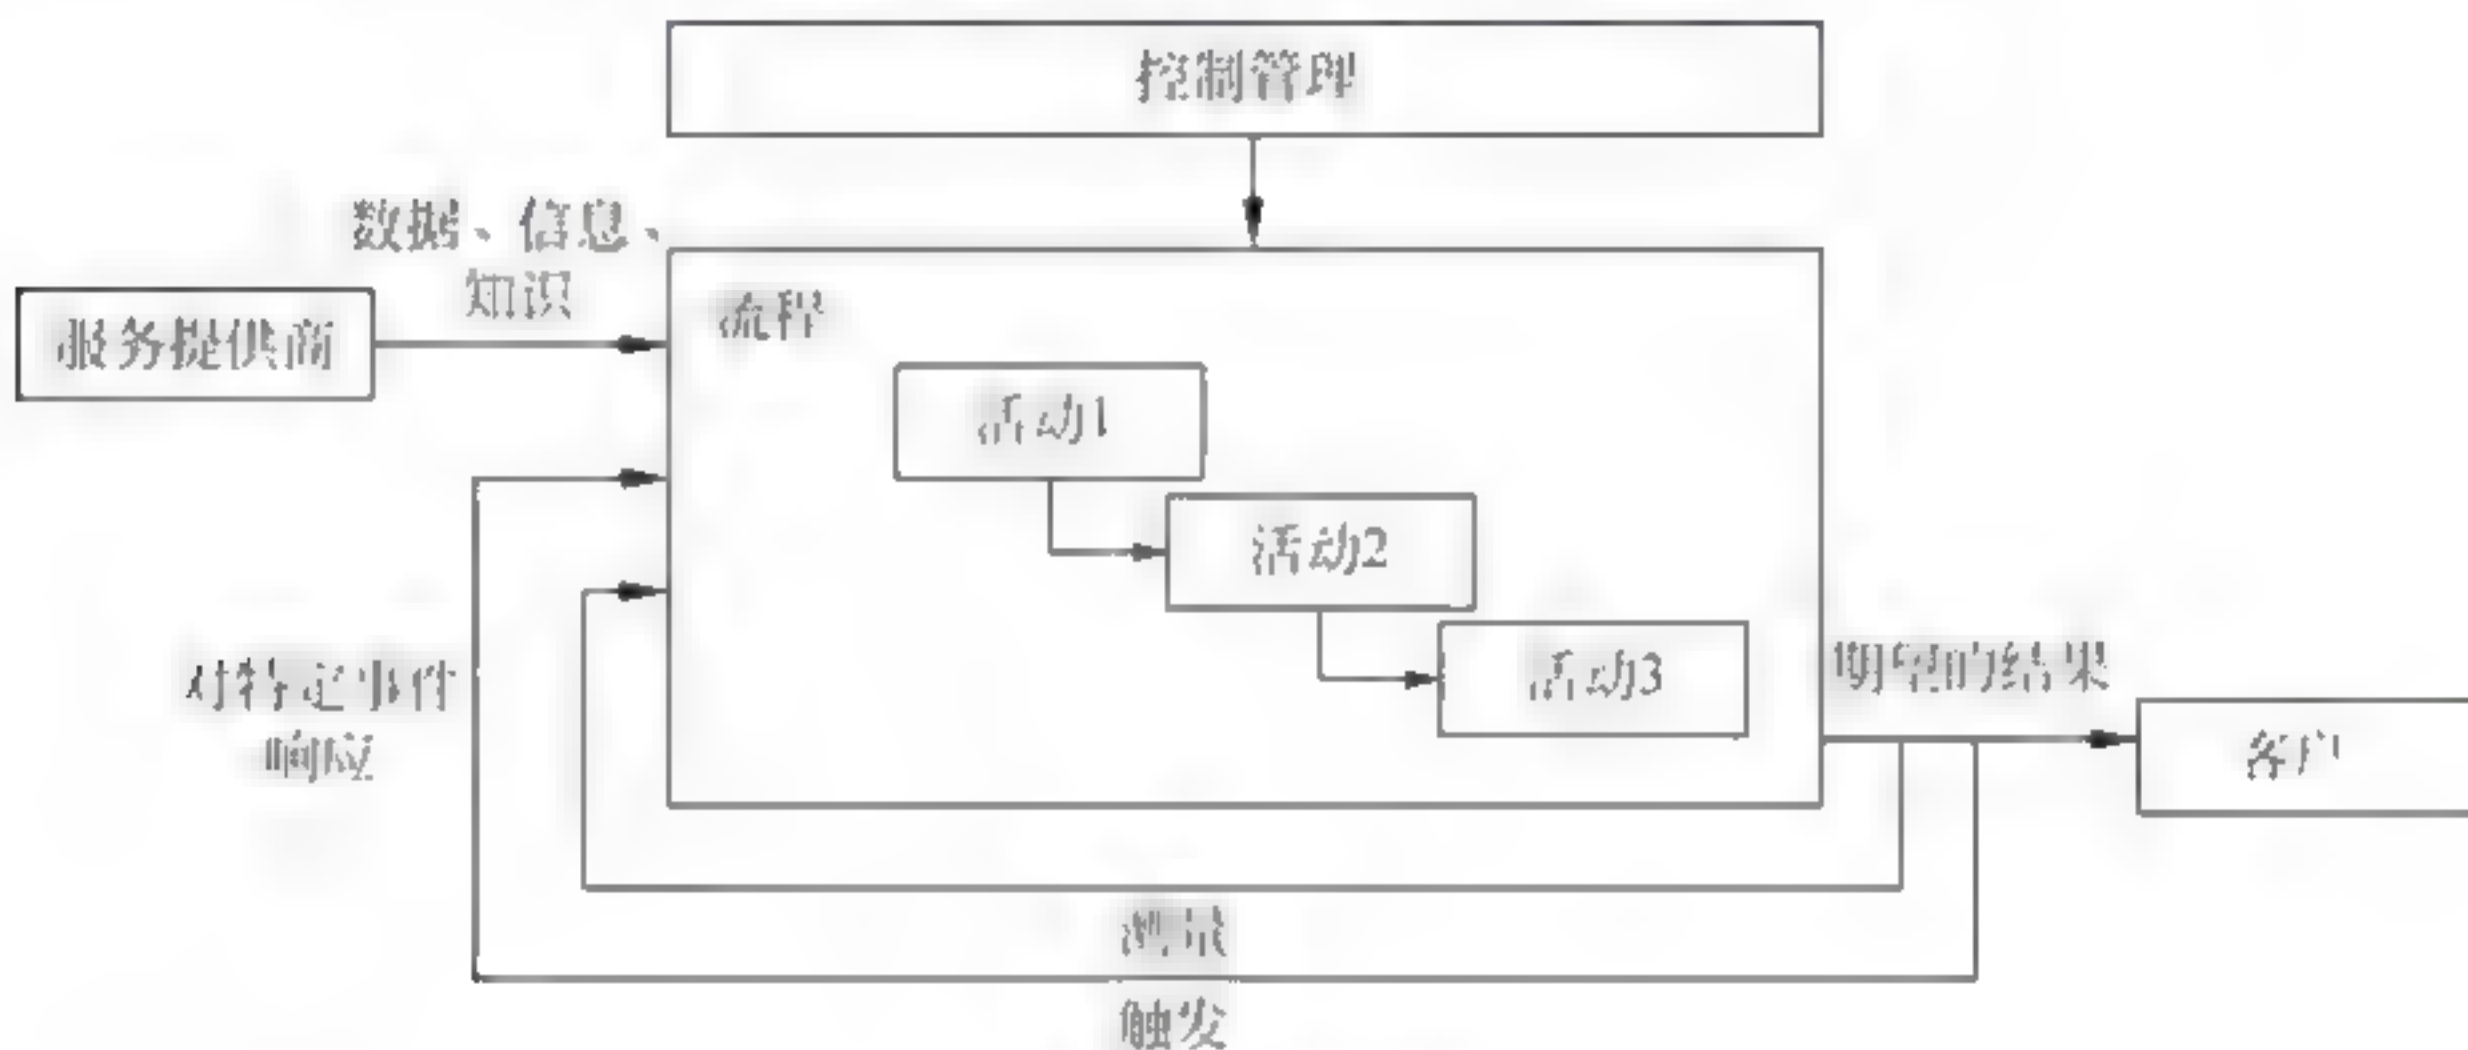 控制管理
数据、信息、
知识
服务提供商
流程
活动1
活动2
活动3
对特定事件
响应
期望的结果
客户
测量
触发